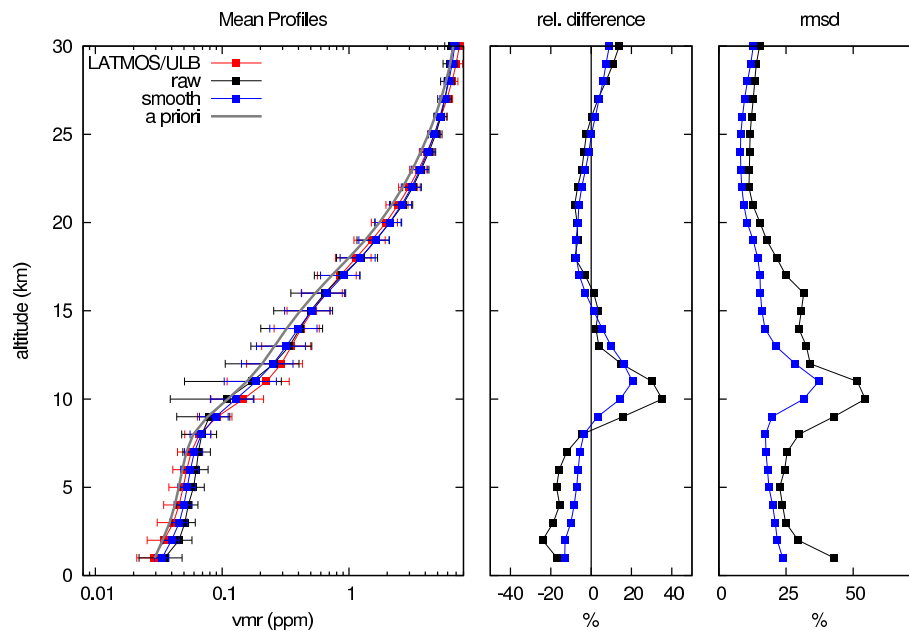 Mean Profiles
rel. difference
rmsd
LATMOS/ULB
raw
smooth
a priori
altitude (km)
30
25
20
15
10
5
0
0.01 0.1 1
-40 -20 0 20 40
0 25 50
vmr (ppm)
%
%